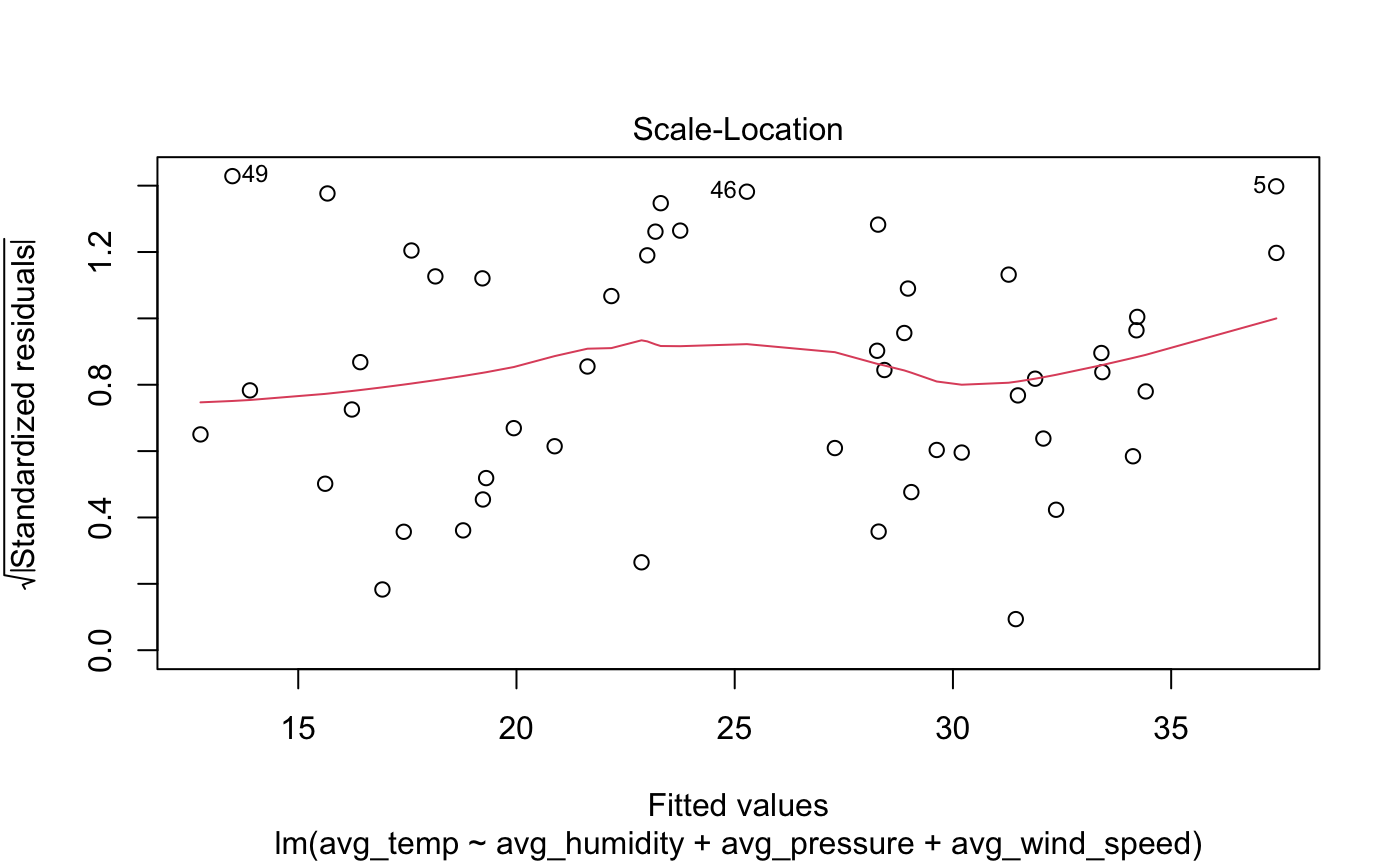 Scale-Location
√|Standardized residuals|
0.0 0.4 0.8 1.2
49
46
5
15 20 25 30 35
Fitted values
lm(avg_temp ~ avg_humidity + avg_pressure + avg_wind_speed)